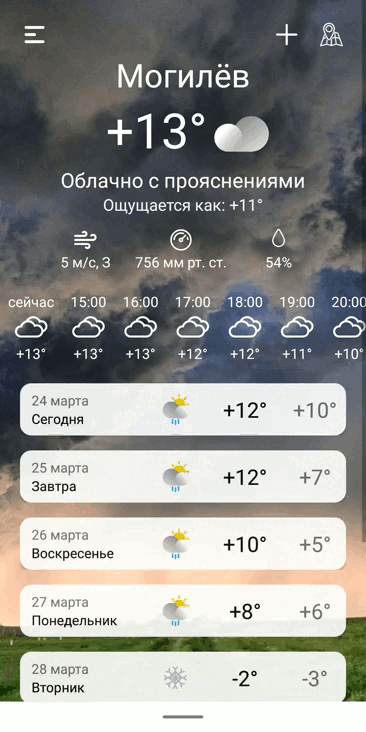 Могилёв
+13°
Облачно с прояснениями
Ощущается как: +11°
5 м/с, З 756 мм рт. ст. 54%
сейчас 15:00 16:00 17:00 18:00 19:00 20:00
+13° +13° +13° +12° +12° +11° +10°
24 марта
Сегодня +12° +10°
25 марта
Завтра +12° +7°
26 марта
Воскресенье +10° +5°
27 марта
Понедельник +8° +6°
28 марта
Вторник -2° -3°